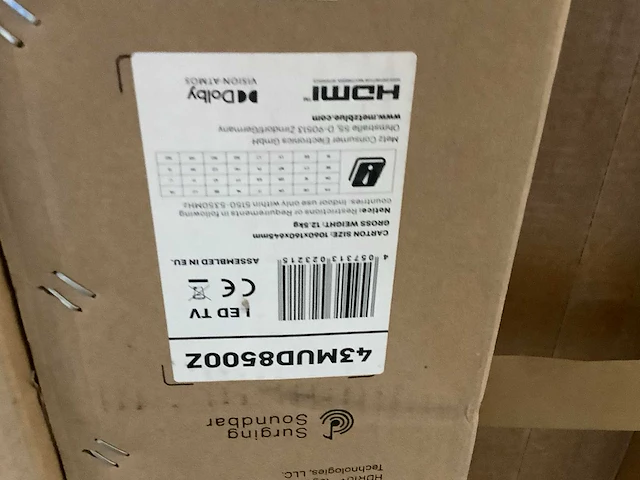 HDR10+
Technologies, LLC.
Surging
Soundbar
43MUD8500Z
LED TV
CE
4 057313 023215
ASSEMBLED IN EU.
CARTON SIZE: 1060x160x645mm
GROSS WEIGHT: 12.5kg
Notice: Restrictions or Requirements in following
countries: Indoor use only within 5150-5350MHz
Metz Consumer Electronics GmbH
Ohmstraße 55, D-90513 Zirndorf/Germany
www.metzblue.com
HDMI™
Dolby
VISION·ATMOS